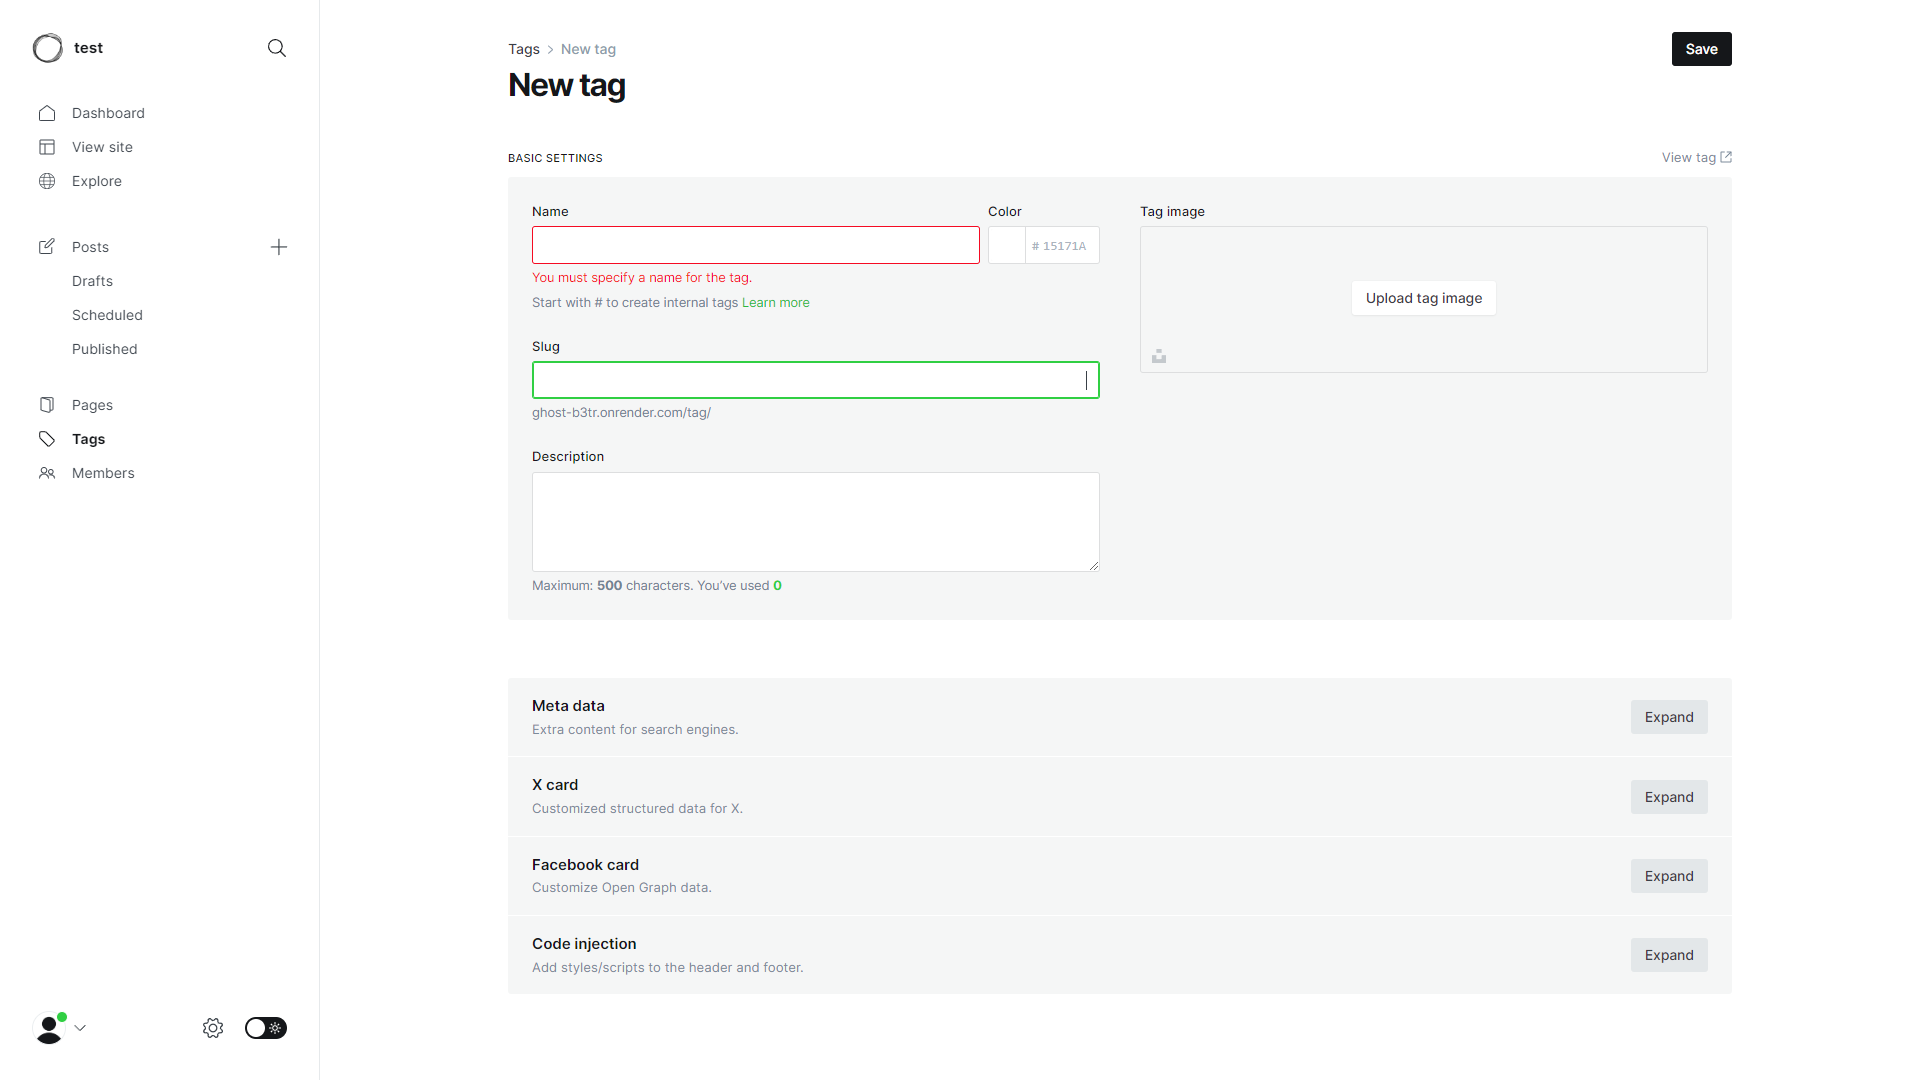 test
Dashboard
View site
Explore
Posts
Drafts
Scheduled
Published
Pages
Tags
Members
Tags > New tag
Save
New tag
BASIC SETTINGS
View tag
Name
Color
Tag image
# 15171A
You must specify a name for the tag.
Start with # to create internal tags Learn more
Upload tag image
Slug
ghost-b3tr.onrender.com/tag/
Description
Maximum: 500 characters. You’ve used 0
Meta data
Extra content for search engines.
Expand
X card
Customized structured data for X.
Expand
Facebook card
Customize Open Graph data.
Expand
Code injection
Add styles/scripts to the header and footer.
Expand